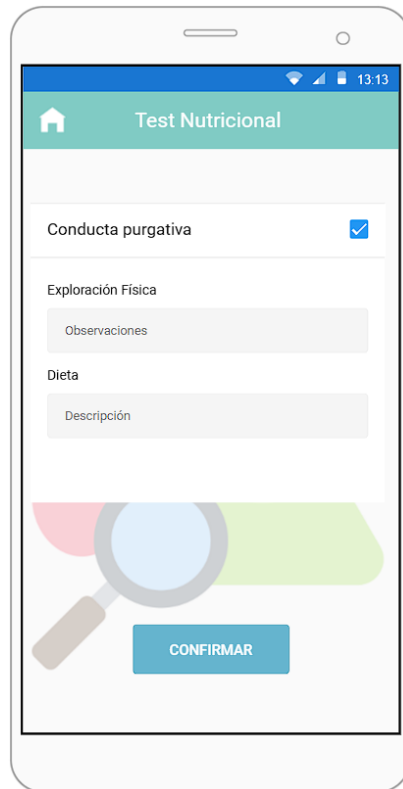 13:13
Test Nutricional
Conducta purgativa
Exploración Física
Observaciones
Dieta
Descripción
CONFIRMAR